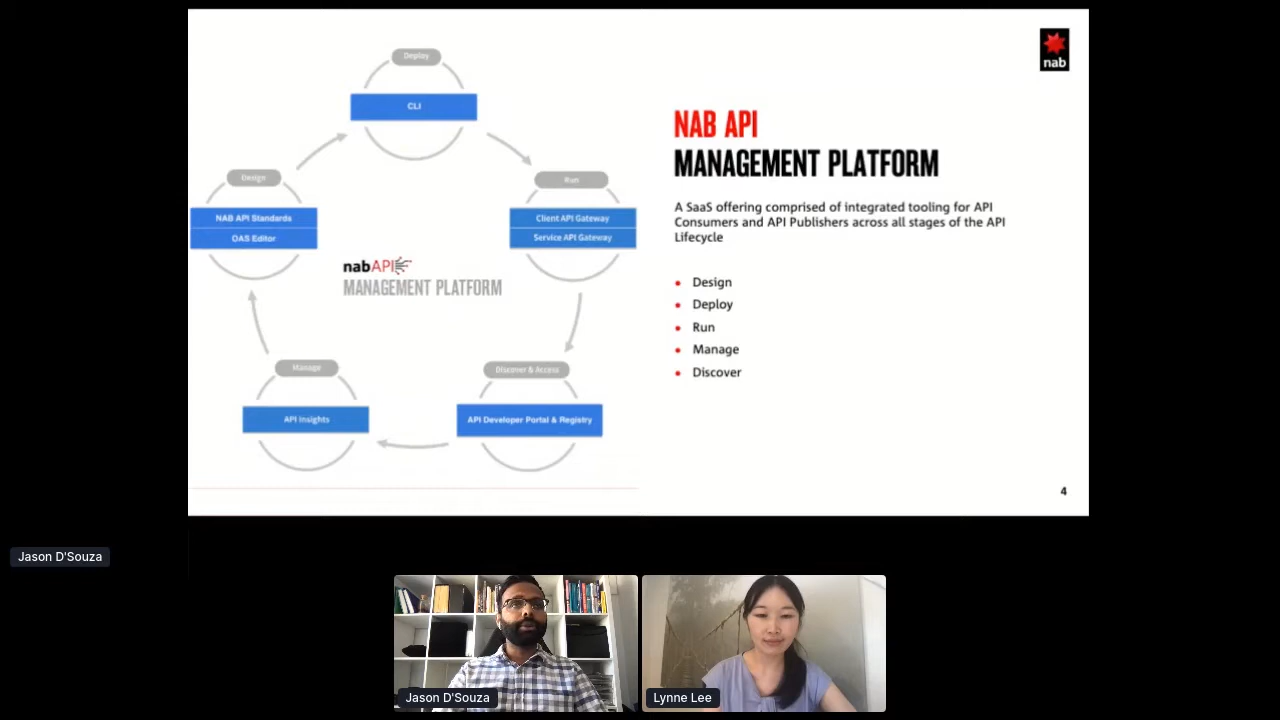 Deploy
CLI
Design
NAB API Standards
OAS Editor
Run
Client API Gateway
Service API Gateway
nabAPI
MANAGEMENT PLATFORM
Manage
API Insights
Discover & Access
API Developer Portal & Registry
nab
NAB API
MANAGEMENT PLATFORM
A SaaS offering comprised of integrated tooling for API
Consumers and API Publishers across all stages of the API
Lifecycle
• Design
• Deploy
• Run
• Manage
• Discover
4
Jason D'Souza
Jason D'Souza
Lynne Lee